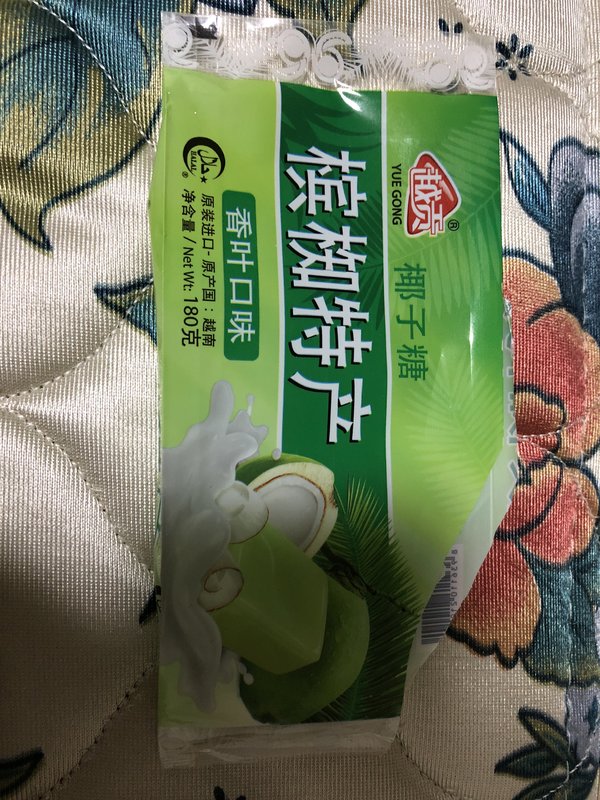 越贡®
YUE GONG
椰子糖
槟椥特产
香叶口味
原装进口-原产国：越南
净含量 / Net Wt: 180克